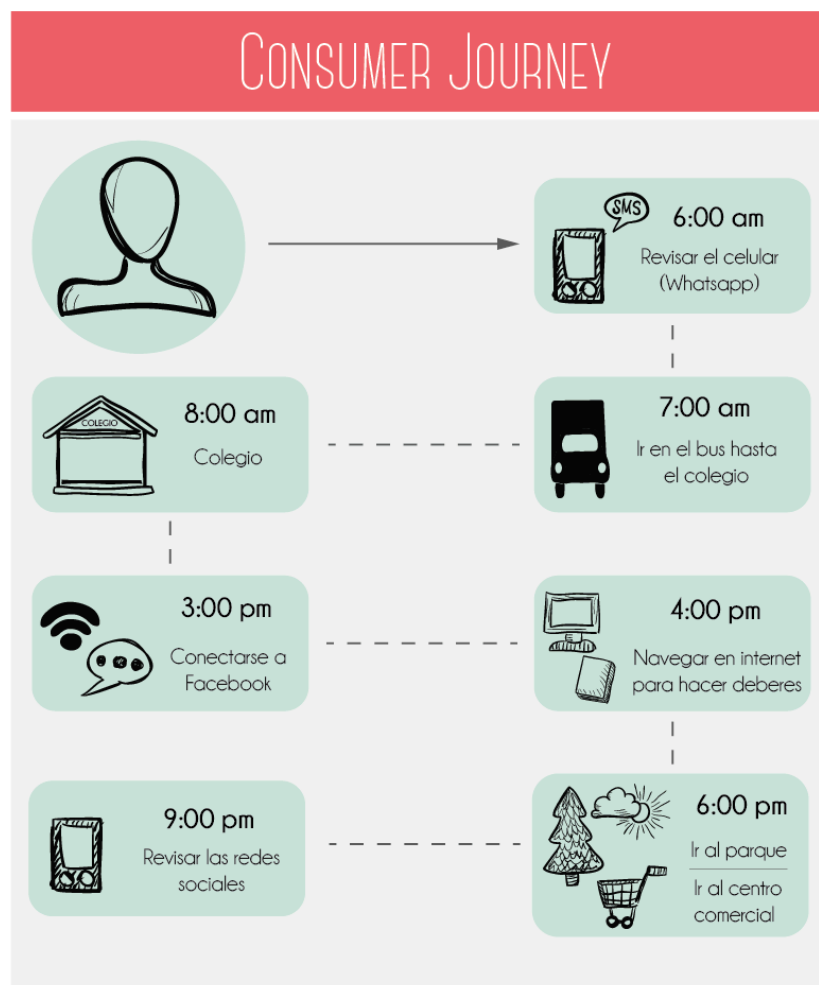 CONSUMER JOURNEY
SMS
6:00 am
Revisar el celular
(Whatsapp)
7:00 am
Ir en el bus hasta
el colegio
COLEGIO
8:00 am
Colegio
3:00 pm
Conectarse a
Facebook
4:00 pm
Navegar en internet
para hacer deberes
6:00 pm
Ir al parque
Ir al centro
comercial
9:00 pm
Revisar las redes
sociales